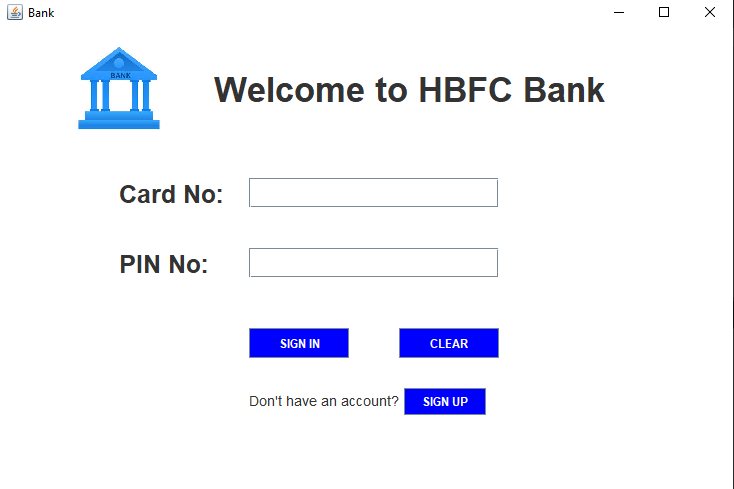 Bank
BANK
Welcome to HBFC Bank
Card No:
PIN No:
SIGN IN
CLEAR
Don't have an account?
SIGN UP